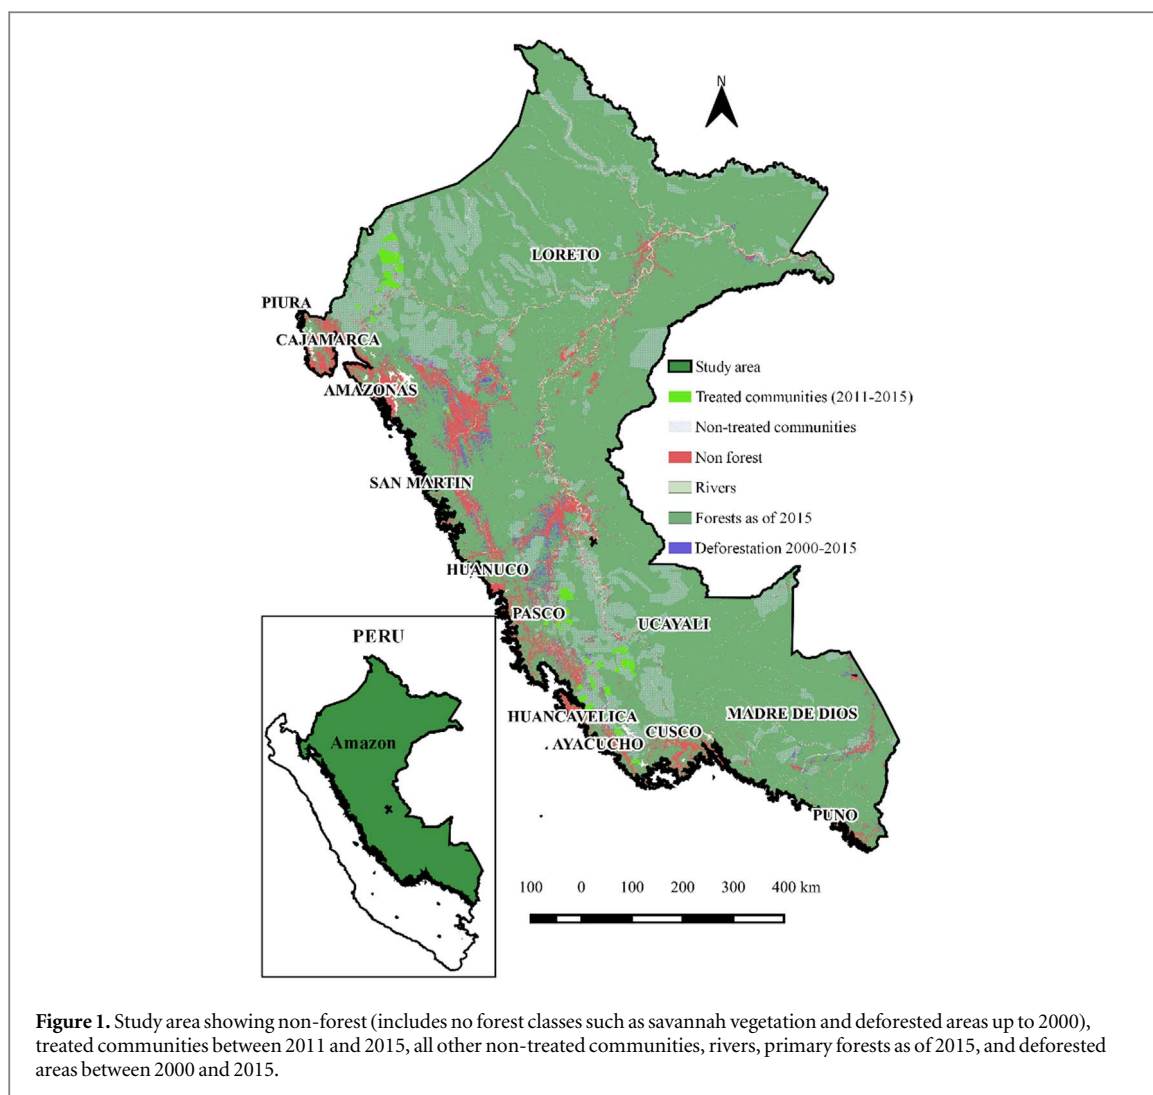 N
LORETO
PIURA
CAJAMARCA
AMAZONAS
Study area
Treated communities (2011-2015)
Non-treated communities
Non forest
Rivers
Forests as of 2015
Deforestation 2000-2015
SAN MARTIN
HUANUCO
PASCO
UCAYALI
PERU
Amazon
HUANCAVELICA
MADRE DE DIOS
AYACUCHO
CUSCO
PUNO
100 0 100 200 300 400 km
Figure 1. Study area showing non-forest (includes no forest classes such as savannah vegetation and deforested areas up to 2000),
treated communities between 2011 and 2015, all other non-treated communities, rivers, primary forests as of 2015, and deforested
areas between 2000 and 2015.